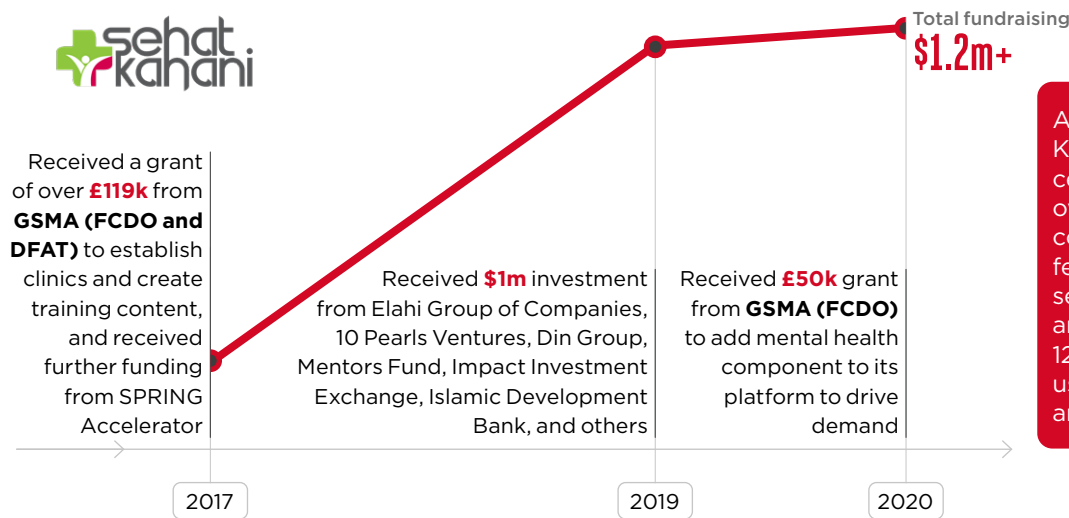 sehat
kahani
Total fundraising
$1.2m+
Received a grant
of over £119k from
GSMA (FCDO and
DFAT) to establish
clinics and create
training content,
and received
further funding
from SPRING
Accelerator
Received $1m investment
from Elahi Group of Companies,
10 Pearls Ventures, Din Group,
Mentors Fund, Impact Investment
Exchange, Islamic Development
Bank, and others
Received £50k grant
from GSMA (FCDO)
to add mental health
component to its
platform to drive
demand
2017
2019
2020